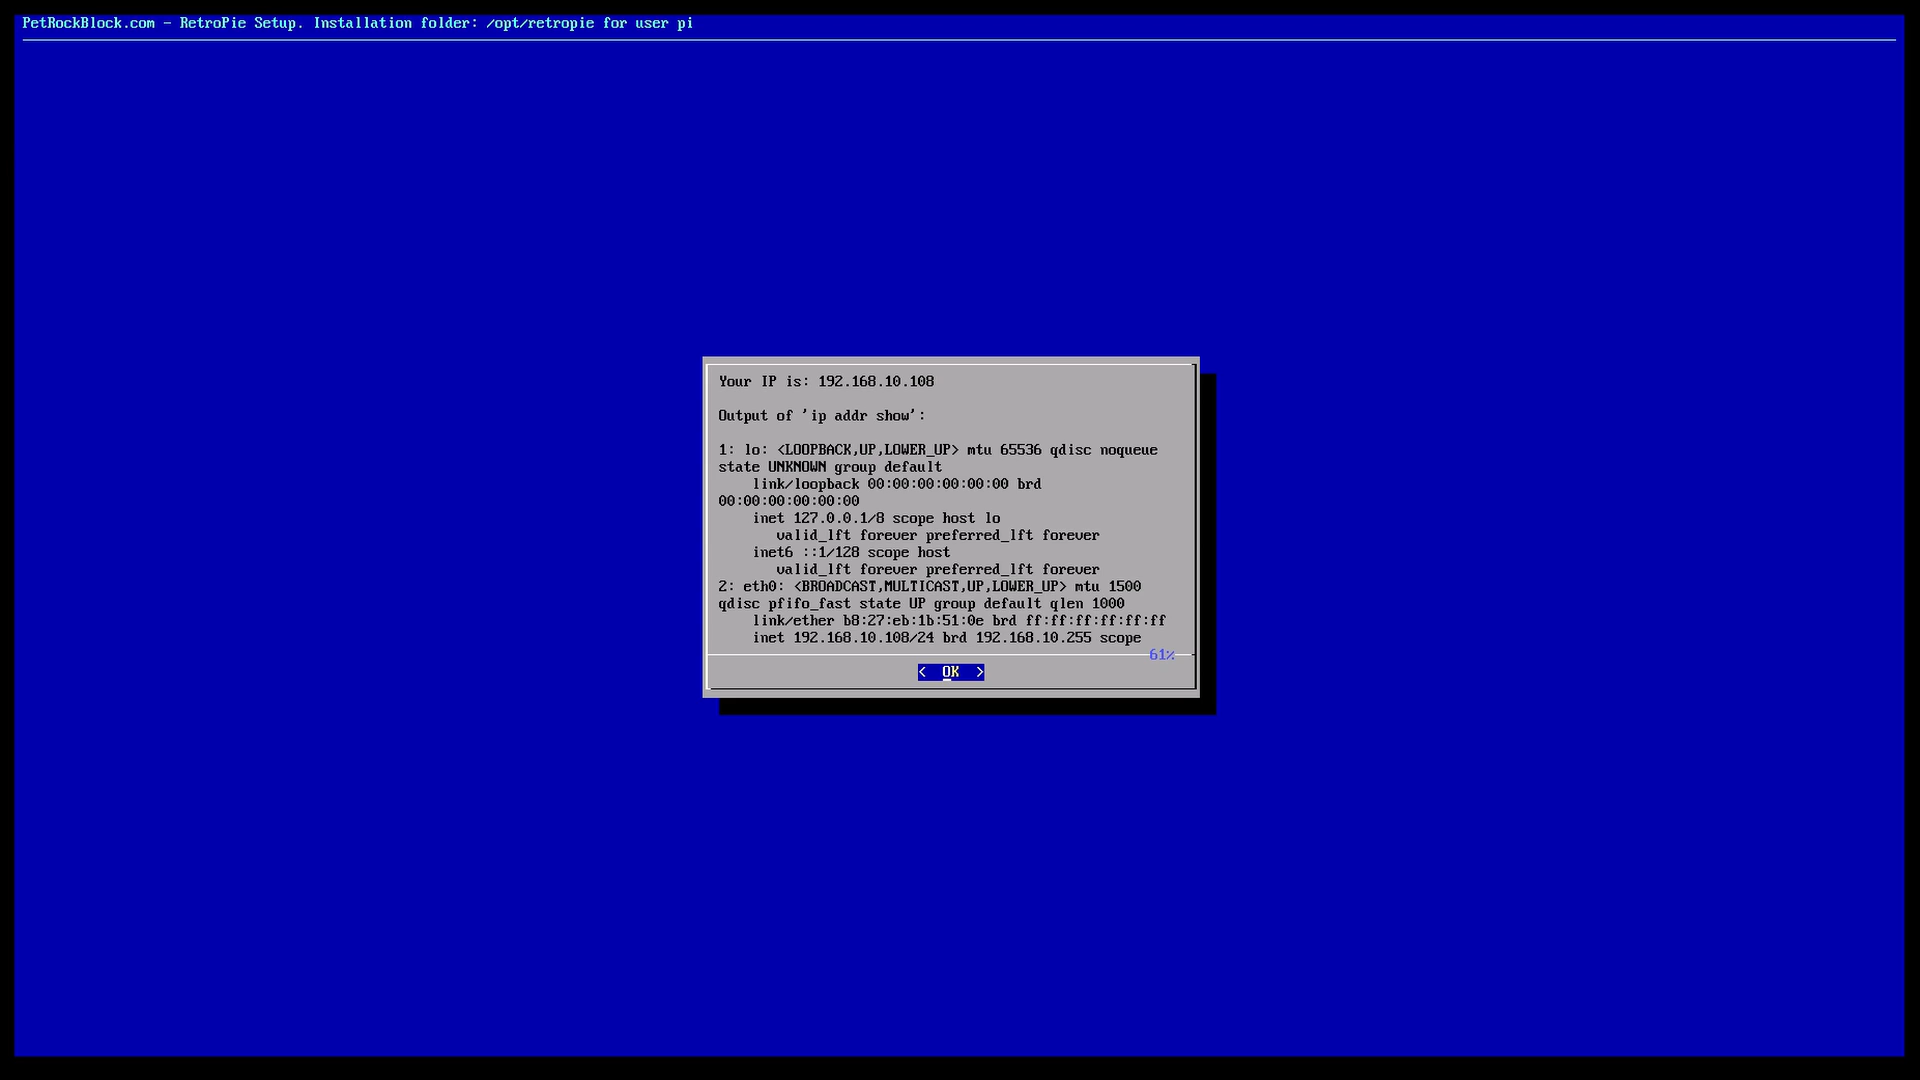 PetRockBlock.com - RetroPie Setup. Installation folder: /opt/retropie for user pi
Your IP is: 192.168.10.108
Output of 'ip addr show':
1: lo: <LOOPBACK,UP,LOWER_UP> mtu 65536 qdisc noqueue
state UNKNOWN group default
link/loopback 00:00:00:00:00:00 brd
00:00:00:00:00:00
inet 127.0.0.1/8 scope host lo
valid_lft forever preferred_lft forever
inet6 ::1/128 scope host
valid_lft forever preferred_lft forever
2: eth0: <BROADCAST,MULTICAST,UP,LOWER_UP> mtu 1500
qdisc pfifo_fast state UP group default qlen 1000
link/ether b8:27:eb:1b:51:0e brd ff:ff:ff:ff:ff:ff
inet 192.168.10.108/24 brd 192.168.10.255 scope
61%
< OK >